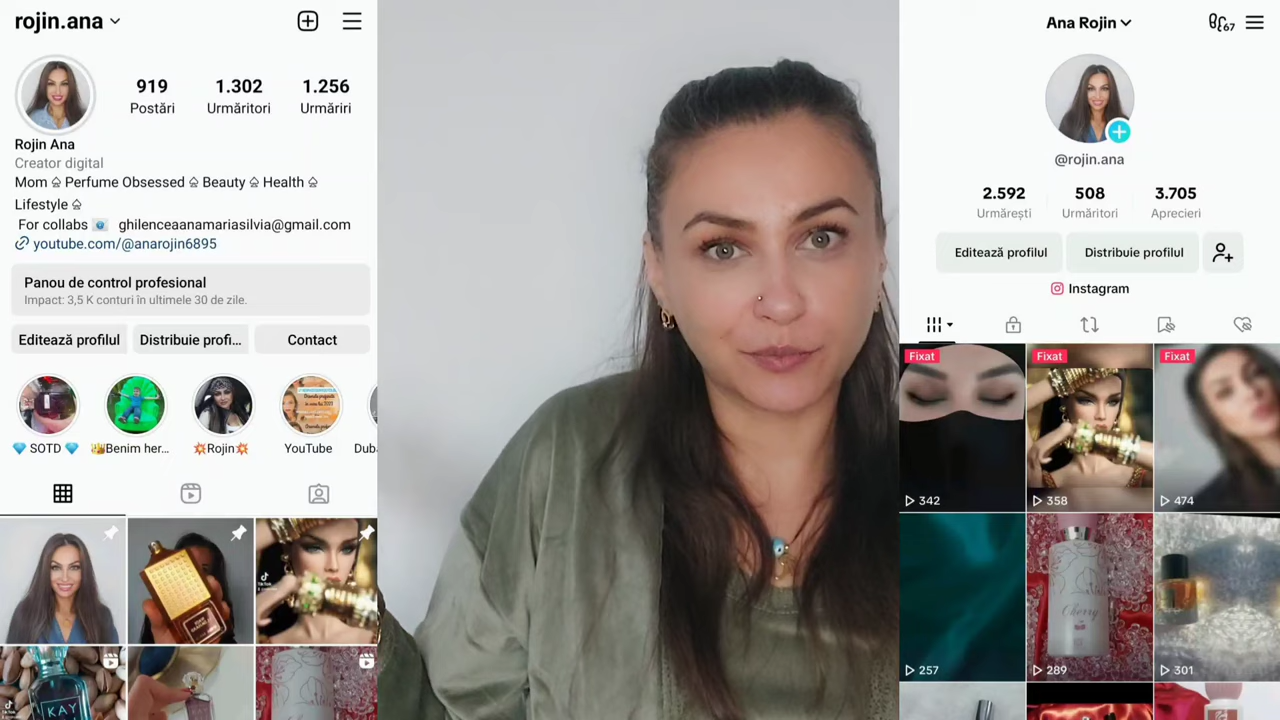 rojin.ana
919
1.302
1.256
Postări
Urmăritori
Urmăriri
Rojin Ana
Creator digital
Mom ♤ Perfume Obsessed ♤ Beauty ♤ Health ♤
Lifestyle ♤
For collabs 📧 ghilenceaanamariasilvia@gmail.com
youtube.com/@anarojin6895
Panou de control profesional
Impact: 3,5 K conturi în ultimele 30 de zile.
Editează profilul
Distribuie profi...
Contact
💎 SOTD 💎
👑Benim her...
💥Rojin💥
YouTube
Dub
KAY
Ana Rojin
67
@rojin.ana
2.592
508
3.705
Urmărești
Urmăritori
Aprecieri
Editează profilul
Distribuie profilul
Instagram
Fixat
Fixat
Fixat
342
358
474
Cherry
257
289
301